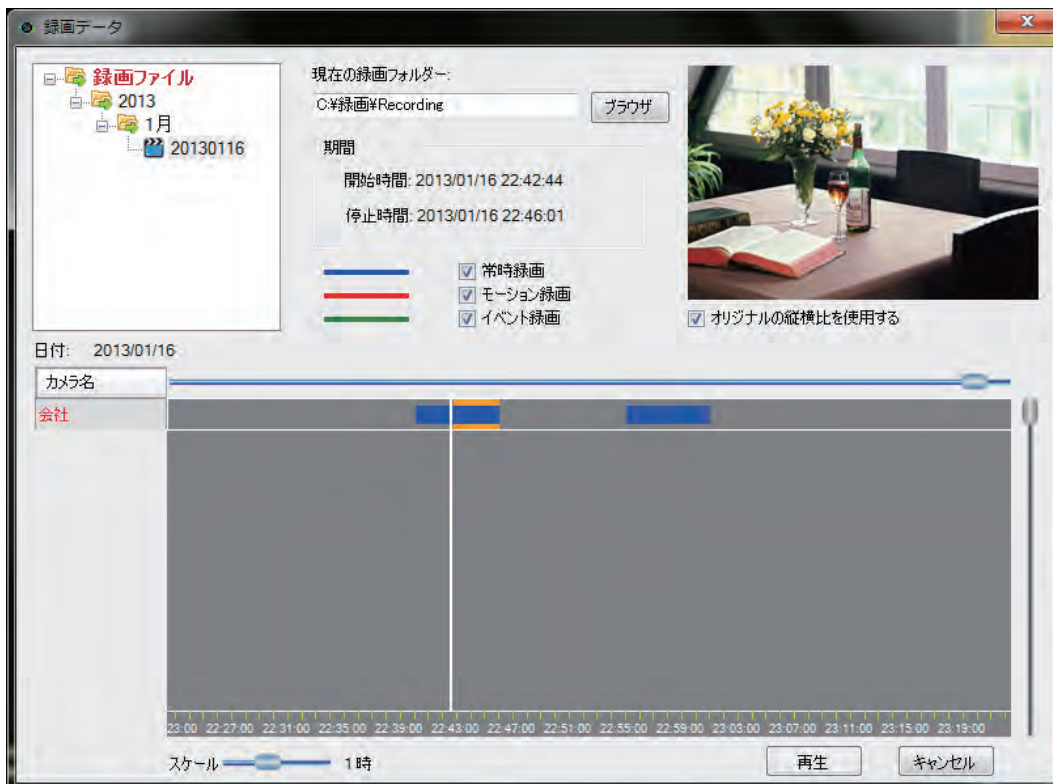 録画データ
録画ファイル
2013
1月
20130116
現在の録画フォルダー:
C:¥録画¥Recording
ブラウザ
期間
開始時間: 2013/01/16 22:42:44
停止時間: 2013/01/16 22:46:01
常時録画
モーション録画
イベント録画
オリジナルの縦横比を使用する
日付: 2013/01/16
カメラ名
会社
23:00 22:27:00 22:31:00 22:35:00 22:39:00 22:43:00 22:47:00 22:51:00 22:55:00 22:59:00 23:03:00 23:07:00 23:11:00 23:15:00 23:19:00
スケール 1時
再生
キャンセル